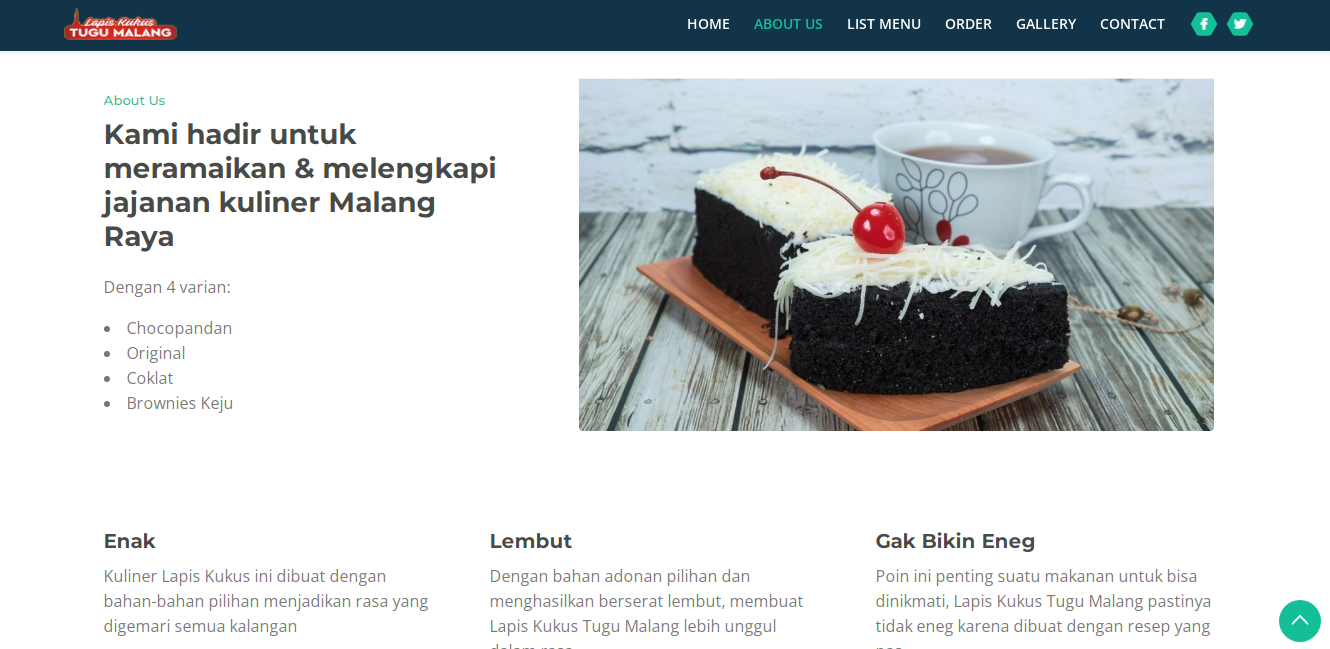 Lapis Kukus
TUGU MALANG
HOME ABOUT US LIST MENU ORDER GALLERY CONTACT
About Us
Kami hadir untuk
meramaikan & melengkapi
jajanan kuliner Malang
Raya
Dengan 4 varian:
Chocopandan
Original
Coklat
Brownies Keju
Enak
Kuliner Lapis Kukus ini dibuat dengan
bahan-bahan pilihan menjadikan rasa yang
digemari semua kalangan
Lembut
Dengan bahan adonan pilihan dan
menghasilkan berserat lembut, membuat
Lapis Kukus Tugu Malang lebih unggul
Gak Bikin Eneg
Poin ini penting suatu makanan untuk bisa
dinikmati, Lapis Kukus Tugu Malang pastinya
tidak eneg karena dibuat dengan resep yang